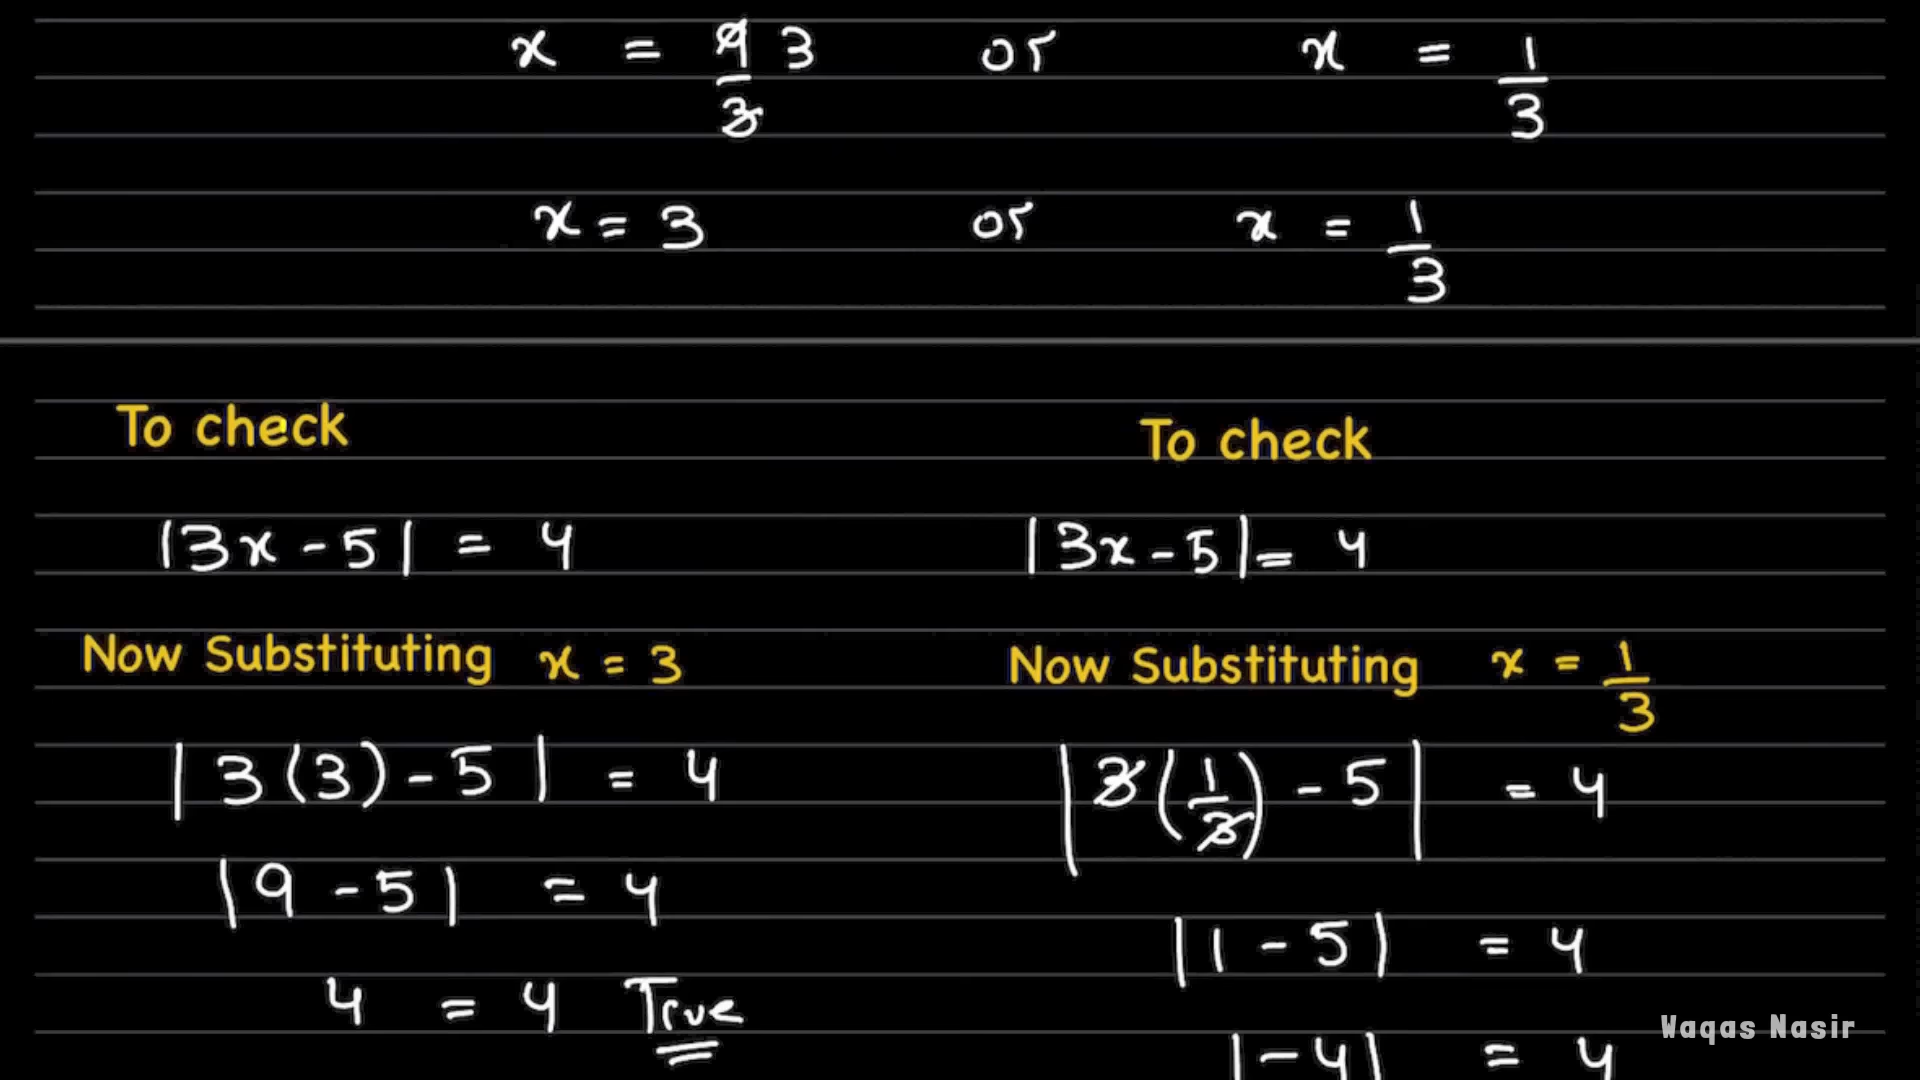 x = 9/3 3 or x = 1/3
x = 3 or x = 1/3
To check
|3x - 5| = 4
Now Substituting x = 3
|3(3) - 5| = 4
|9 - 5| = 4
4 = 4 True
To check
|3x - 5| = 4
Now Substituting x = 1/3
|3(1/3) - 5| = 4
|1 - 5| = 4
|-4| = 4
Waqas Nasir